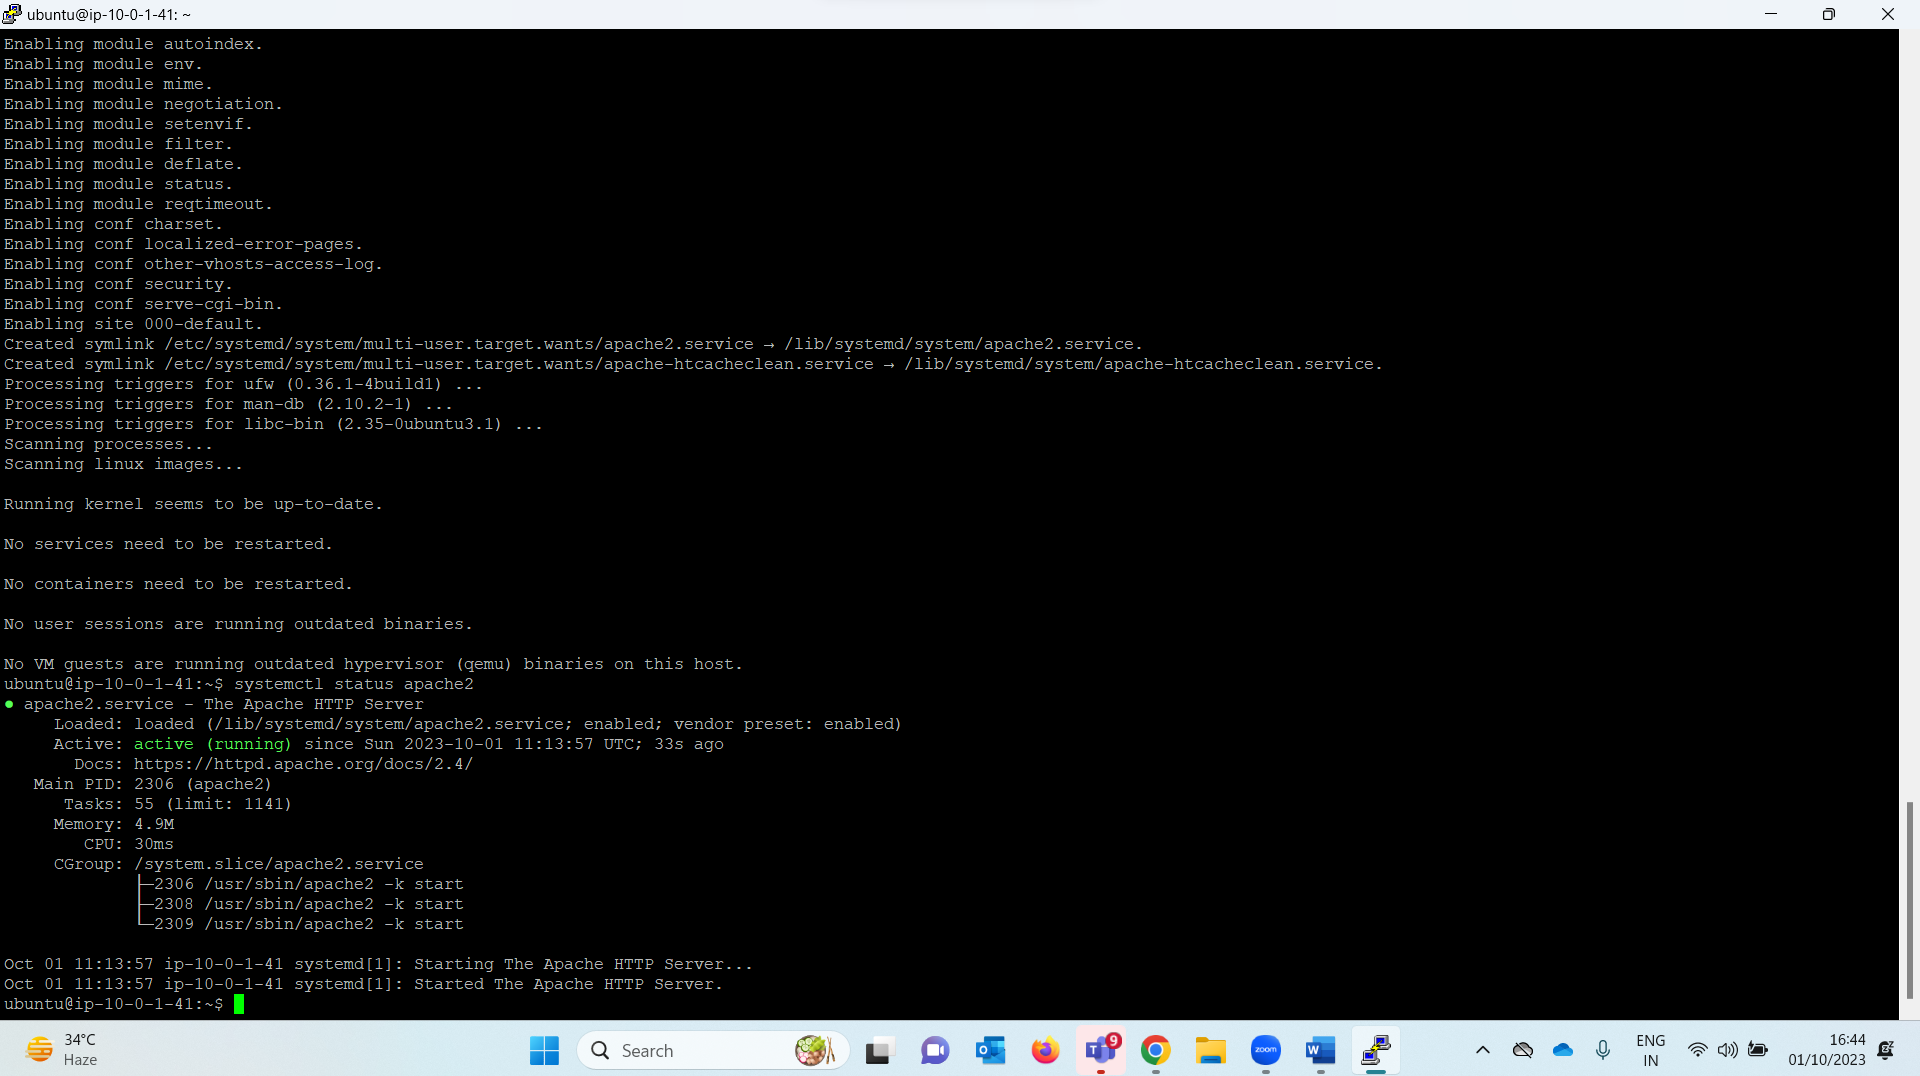 ubuntu@ip-10-0-1-41: ~
Enabling module autoindex.
Enabling module env.
Enabling module mime.
Enabling module negotiation.
Enabling module setenvif.
Enabling module filter.
Enabling module deflate.
Enabling module status.
Enabling module reqtimeout.
Enabling conf charset.
Enabling conf localized-error-pages.
Enabling conf other-vhosts-access-log.
Enabling conf security.
Enabling conf serve-cgi-bin.
Enabling site 000-default.
Created symlink /etc/systemd/system/multi-user.target.wants/apache2.service → /lib/systemd/system/apache2.service.
Created symlink /etc/systemd/system/multi-user.target.wants/apache-htcacheclean.service → /lib/systemd/system/apache-htcacheclean.service.
Processing triggers for ufw (0.36.1-4build1) ...
Processing triggers for man-db (2.10.2-1) ...
Processing triggers for libc-bin (2.35-0ubuntu3.1) ...
Scanning processes...
Scanning linux images...
Running kernel seems to be up-to-date.
No services need to be restarted.
No containers need to be restarted.
No user sessions are running outdated binaries.
No VM guests are running outdated hypervisor (qemu) binaries on this host.
ubuntu@ip-10-0-1-41:~$ systemctl status apache2
● apache2.service - The Apache HTTP Server
Loaded: loaded (/lib/systemd/system/apache2.service; enabled; vendor preset: enabled)
Active: active (running) since Sun 2023-10-01 11:13:57 UTC; 33s ago
Docs: https://httpd.apache.org/docs/2.4/
Main PID: 2306 (apache2)
Tasks: 55 (limit: 1141)
Memory: 4.9M
CPU: 30ms
CGroup: /system.slice/apache2.service
├─2306 /usr/sbin/apache2 -k start
├─2308 /usr/sbin/apache2 -k start
└─2309 /usr/sbin/apache2 -k start
Oct 01 11:13:57 ip-10-0-1-41 systemd[1]: Starting The Apache HTTP Server...
Oct 01 11:13:57 ip-10-0-1-41 systemd[1]: Started The Apache HTTP Server.
ubuntu@ip-10-0-1-41:~$
34°C
Haze
Search
9
zoom
ENG
IN
16:44
01/10/2023